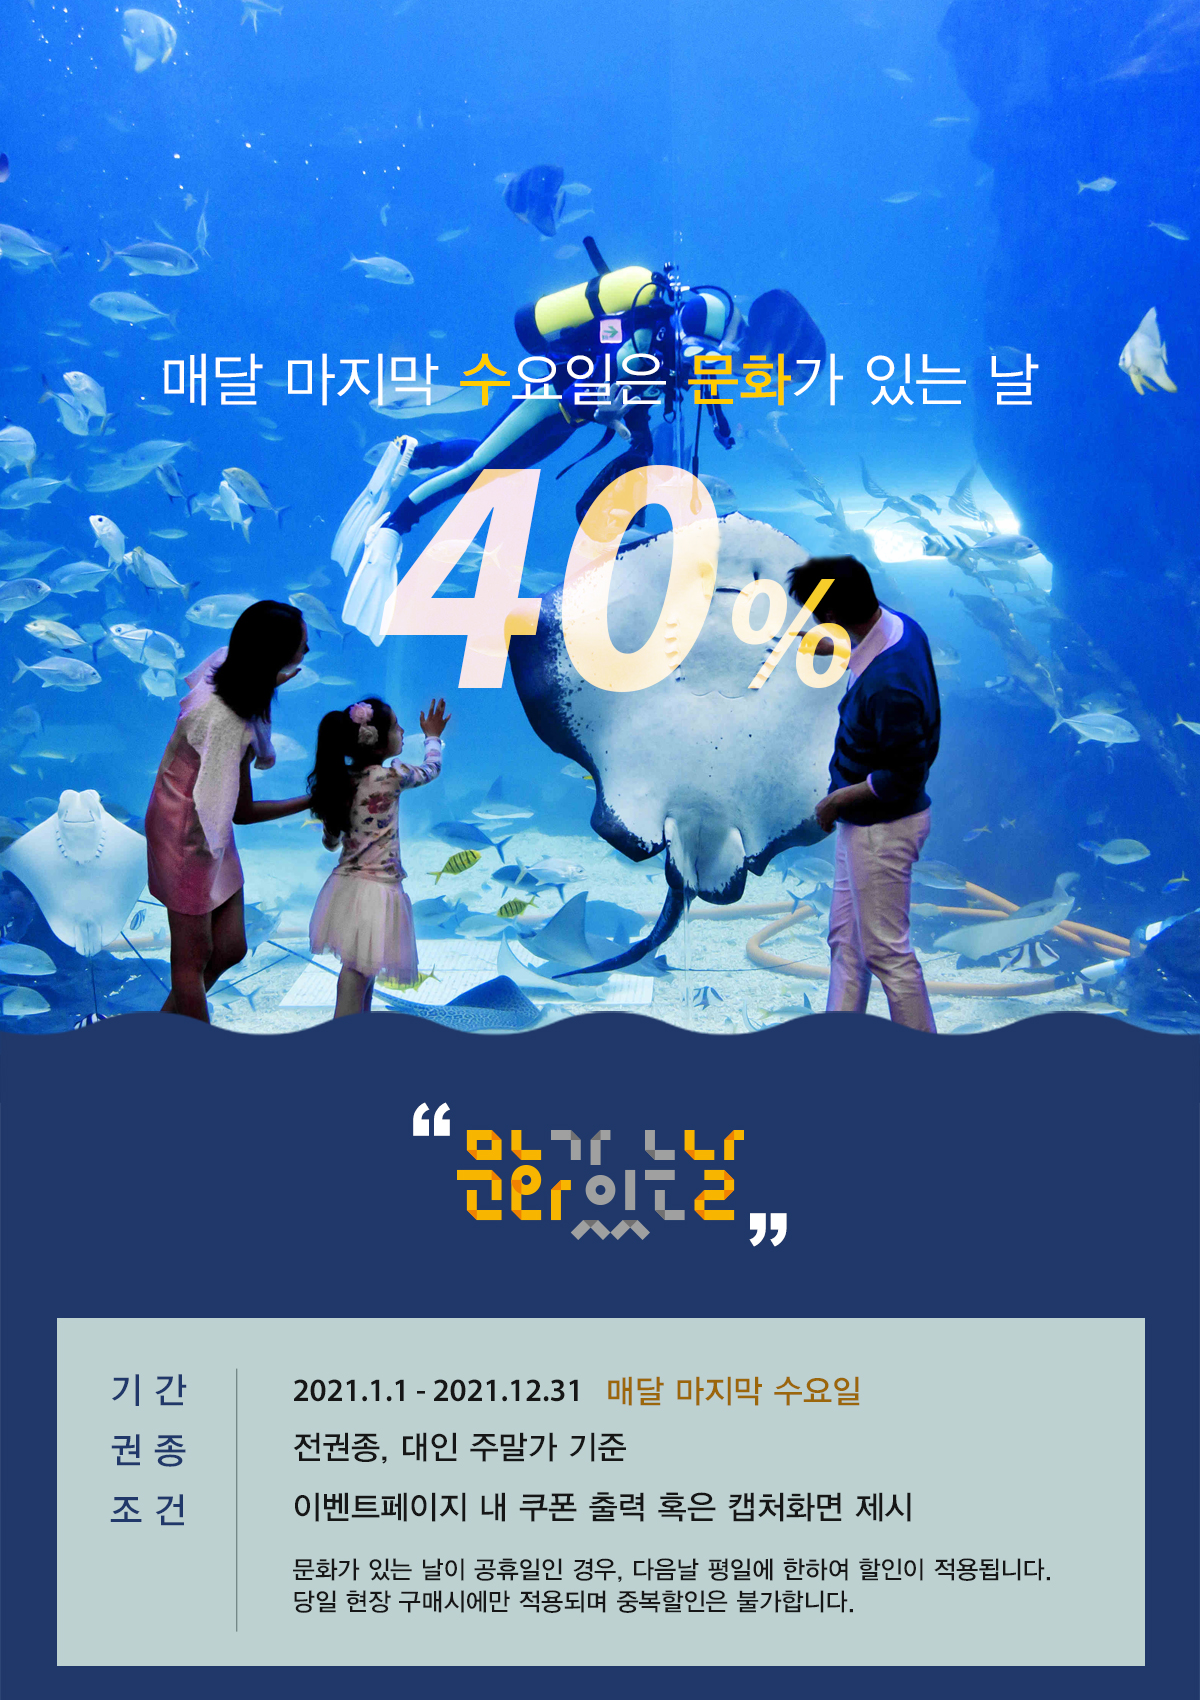 매달 마지막 수요일은 문화가 있는 날
40%
“문화가있는날”
기간 2021.1.1 - 2021.12.31 매달 마지막 수요일
권종 전권종, 대인 주말가 기준
조건 이벤트페이지 내 쿠폰 출력 혹은 캡처화면 제시
문화가 있는 날이 공휴일인 경우, 다음날 평일에 한하여 할인이 적용됩니다.
당일 현장 구매시에만 적용되며 중복할인은 불가합니다.